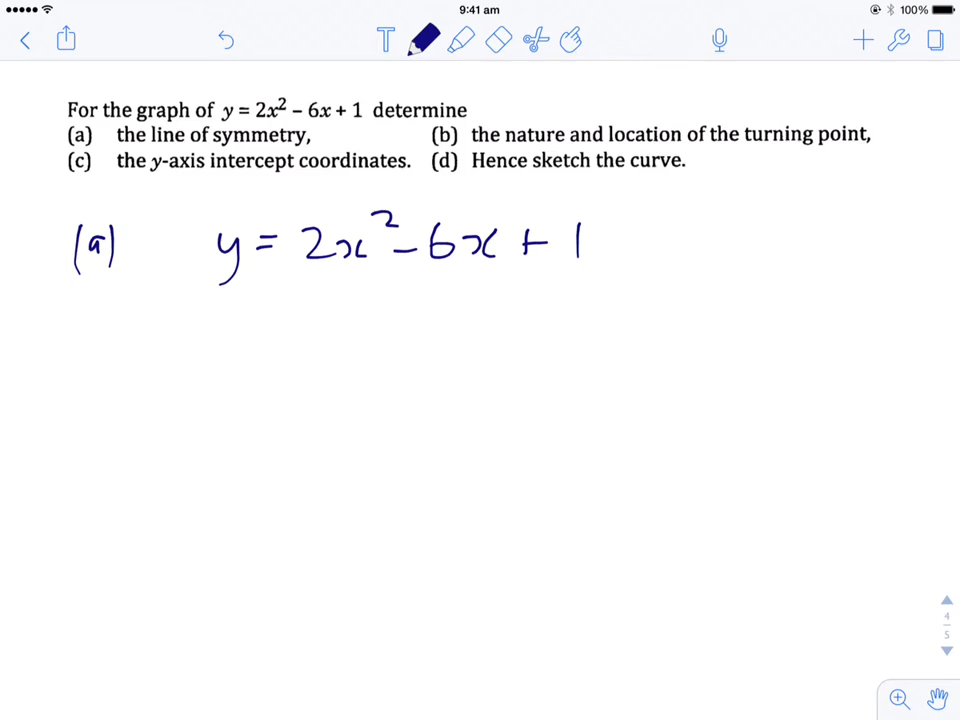 9:41 am
100%
T
For the graph of y = 2x² – 6x + 1 determine
(a) the line of symmetry, (b) the nature and location of the turning point,
(c) the y-axis intercept coordinates. (d) Hence sketch the curve.
(a) y = 2x² - 6x + 1
4
5